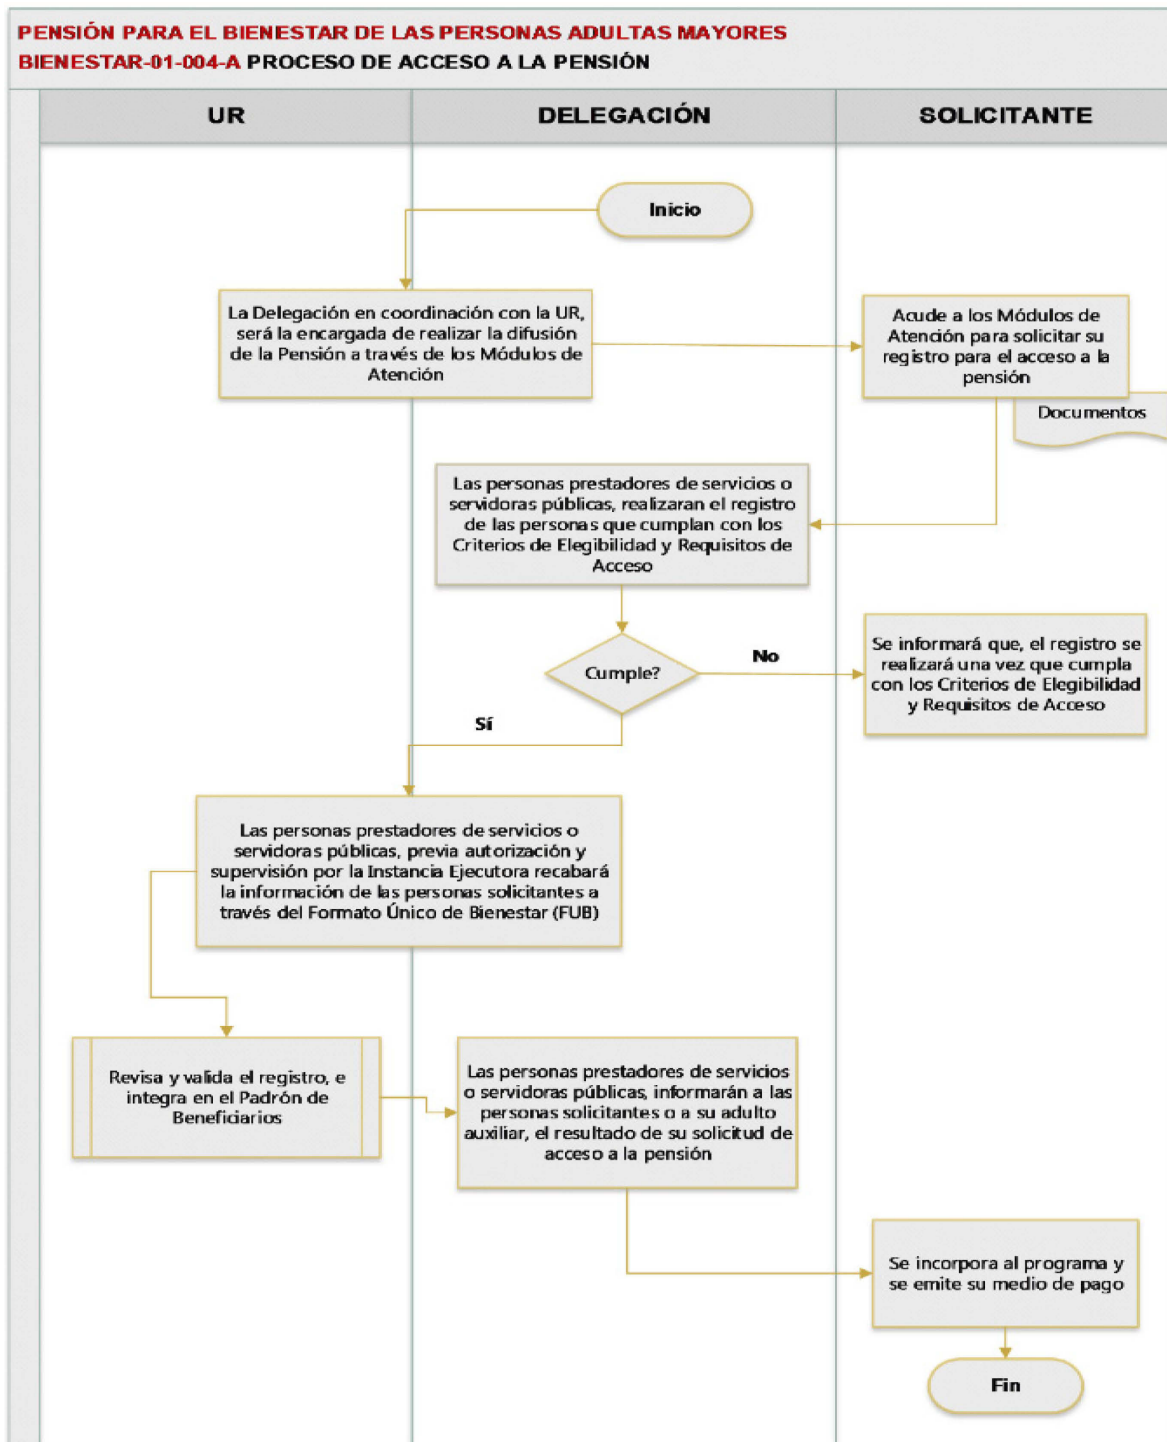 PENSIÓN PARA EL BIENESTAR DE LAS PERSONAS ADULTAS MAYORES
BIENESTAR-01-004-A PROCESO DE ACCESO A LA PENSIÓN
UR
DELEGACIÓN
SOLICITANTE
Inicio
La Delegación en coordinación con la UR,
será la encargada de realizar la difusión
de la Pensión a través de los Módulos de
Atención
Acude a los Módulos de
Atención para solicitar su
registro para el acceso a la
pensión
Documentos
Las personas prestadores de servicios o
servidoras públicas, realizaran el registro
de las personas que cumplan con los
Criterios de Elegibilidad y Requisitos de
Acceso
Cumple?
No
Se informará que, el registro se
realizará una vez que cumpla
con los Criterios de Elegibilidad
y Requisitos de Acceso
Sí
Las personas prestadores de servicios o
servidoras públicas, previa autorización y
supervisión por la Instancia Ejecutora recabará
la información de las personas solicitantes a
través del Formato Único de Bienestar (FUB)
Revisa y valida el registro, e
integra en el Padrón de
Beneficiarios
Las personas prestadores de servicios
o servidoras públicas, informarán a las
personas solicitantes o a su adulto
auxiliar, el resultado de su solicitud de
acceso a la pensión
Se incorpora al programa y
se emite su medio de pago
Fin